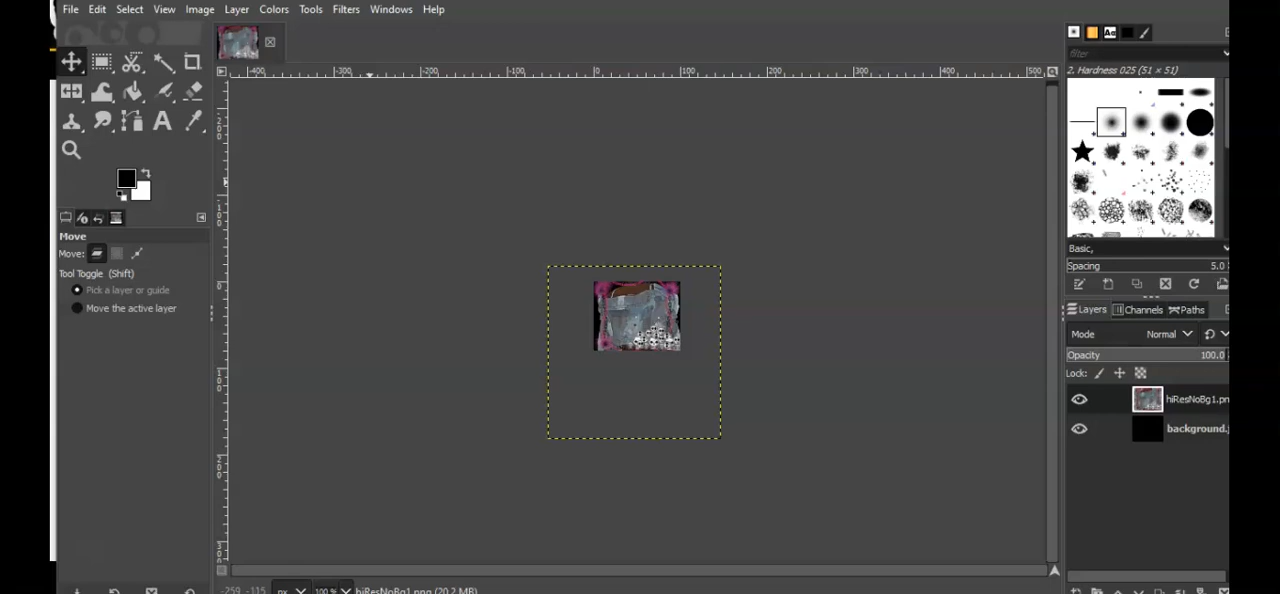 File Edit Select View Image Layer Colors Tools Filters Windows Help
filter
-400 -300 -200 -100 0 100 200 300 400 500
2. Hardness 025 (51 × 51)
Move
Move:
Tool Toggle (Shift)
Pick a layer or guide
Move the active layer
Basic,
Spacing 5.0
Layers Channels Paths
Mode Normal
Opacity 100.0
Lock:
hiResNoBg1.pn
background.j
-259 -115 px 100 % hiResNoBg1.png (20.2 MB)